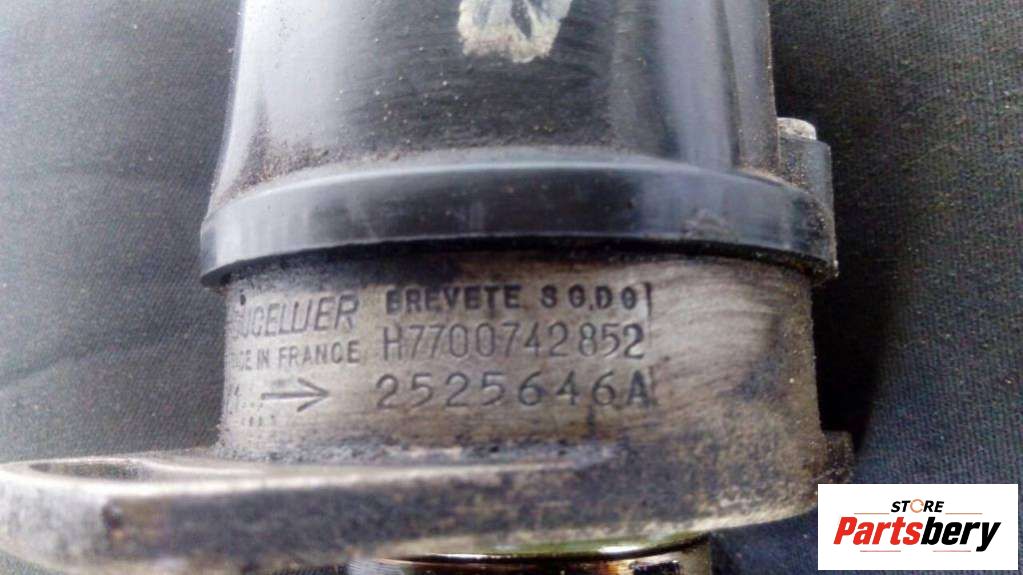 DUCELLIER BREVETE S G.D G
MADE IN FRANCE H7700742852
2525646A
STORE
Partsbery